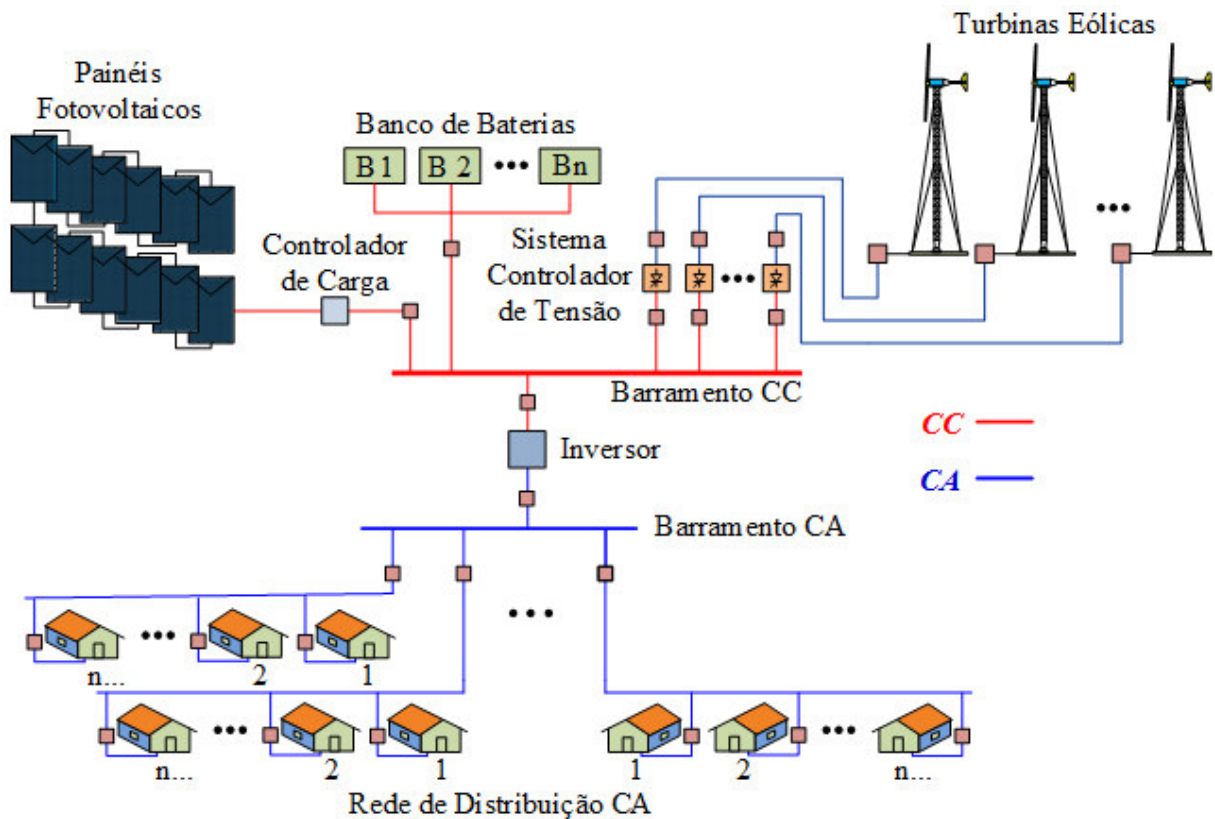 Turbinas Eólicas
Painéis
Fotovoltaicos
Banco de Baterias
B 1
B 2
•••
Bn
Controlador
de Carga
Sistema
Controlador
de Tensão
•••
•••
Barramento CC
CC
Inversor
CA
Barramento CA
•••
•••
n...
2
1
•••
•••
n...
2
1
1
2
n...
Rede de Distribuição CA